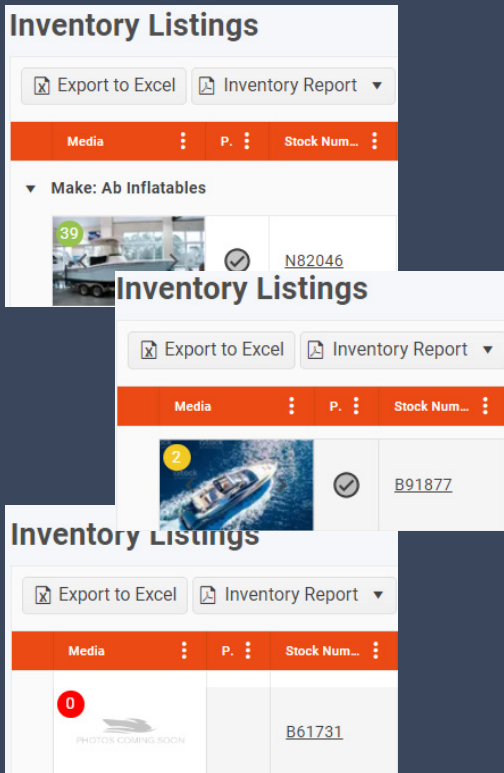 Inventory Listings
Export to Excel Inventory Report
Media P. Stock Num...
Make: Ab Inflatables
39
N82046
Inventory Listings
Export to Excel Inventory Report
Media P. Stock Num...
2
B91877
Inventory Listings
Export to Excel Inventory Report
Media P. Stock Num...
0
PHOTOS COMING SOON
B61731